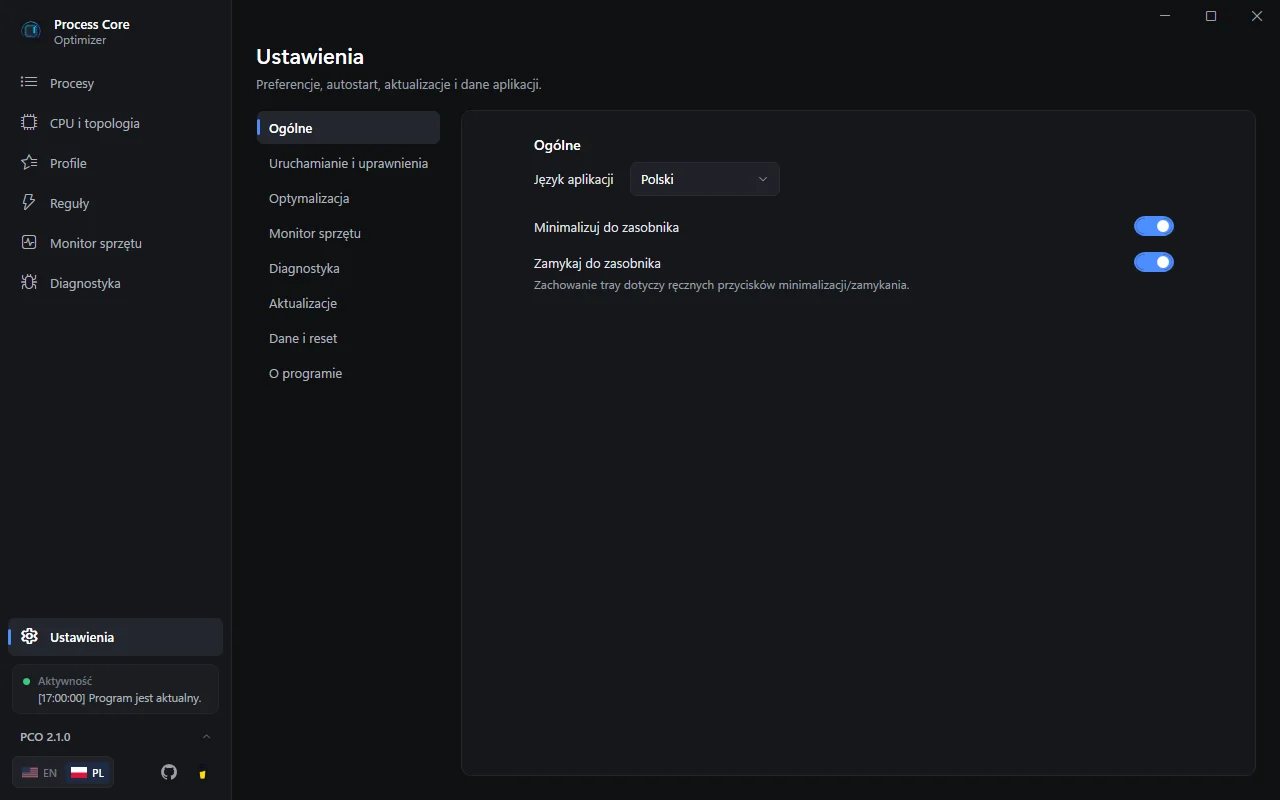 Process Core
Optimizer
Procesy
CPU i topologia
Profile
Reguły
Monitor sprzętu
Diagnostyka
Ustawienia
Aktywność
[17:00:00] Program jest aktualny.
PCO 2.1.0
EN
PL
Ustawienia
Preferencje, autostart, aktualizacje i dane aplikacji.
Ogólne
Uruchamianie i uprawnienia
Optymalizacja
Monitor sprzętu
Diagnostyka
Aktualizacje
Dane i reset
O programie
Ogólne
Język aplikacji
Polski
Minimalizuj do zasobnika
Zamykaj do zasobnika
Zachowanie tray dotyczy ręcznych przycisków minimalizacji/zamykania.